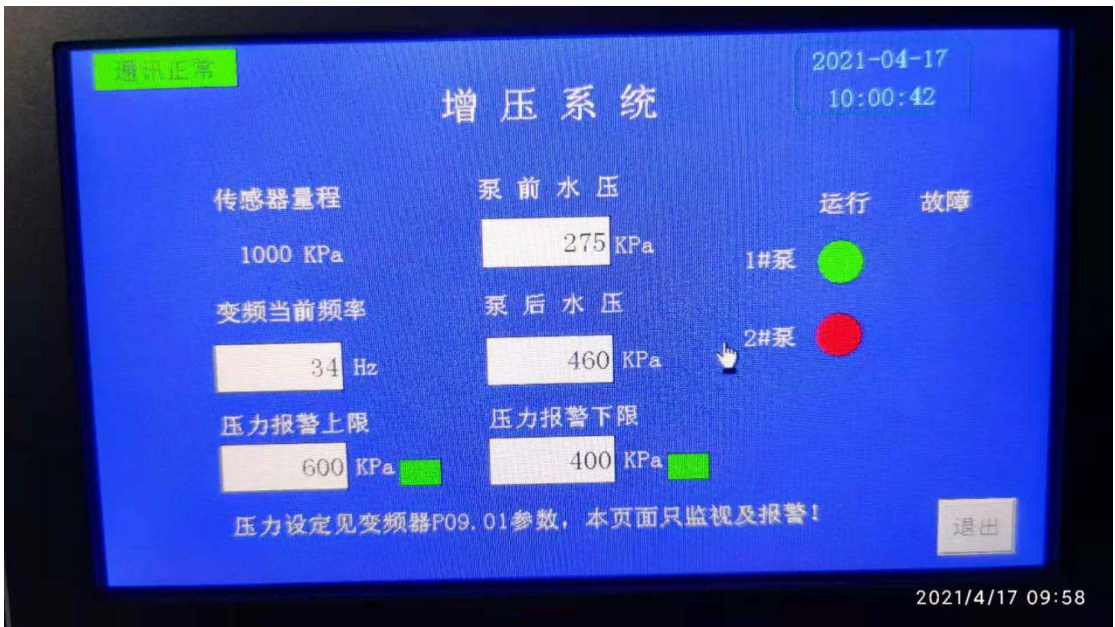 通讯正常
2021-04-17
10:00:42
增压系统
传感器量程
泵前水压
运行 故障
1000 KPa
275 KPa
1#泵
变频当前频率
泵后水压
2#泵
34 Hz
460 KPa
压力报警上限
压力报警下限
600 KPa
400 KPa
压力设定见变频器P09.01参数，本页面只监视及报警！
退出
2021/4/17 09:58